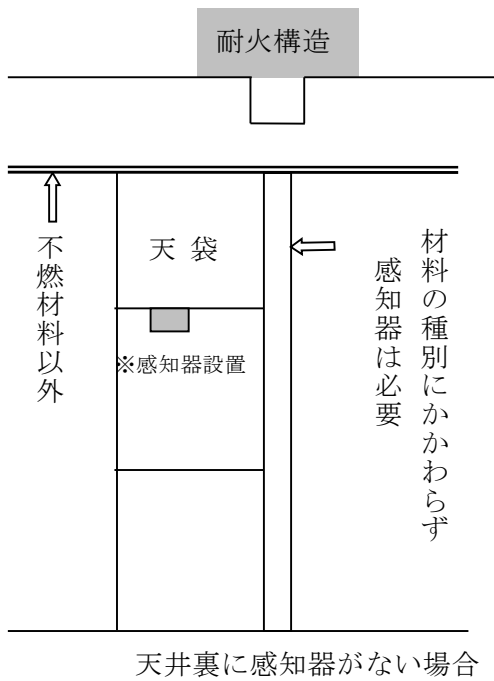 耐火構造
天袋
※感知器設置
不燃材料以外
材料の種別にかかわらず
感知器は必要
天井裏に感知器がない場合